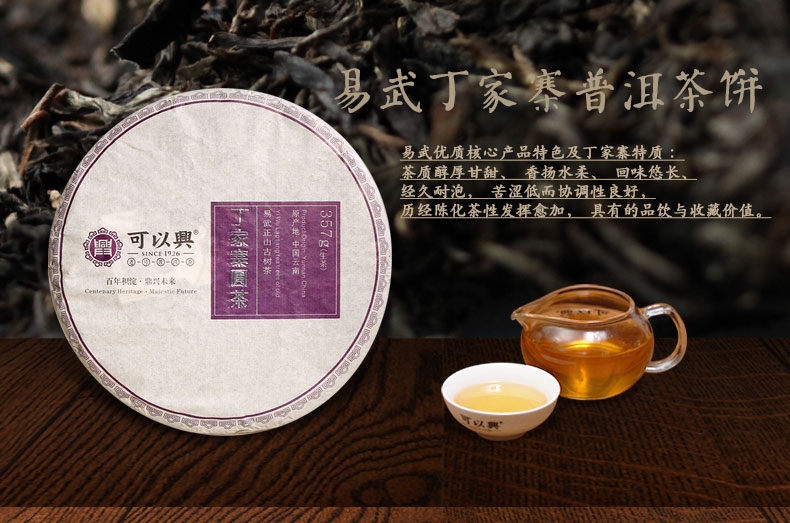 易武丁家寨普洱茶饼
易武优质核心产品特色及丁家寨特质：
茶质醇厚甘甜、香扬水柔、回味悠长、
经久耐泡，苦涩低而协调性良好，
历经陈化茶性发挥愈加，具有的品饮与收藏价值。
可以興®
SINCE 1926
百年积淀·鼎兴未来
Centenary Heritage·Majestic Future
357g(生茶)
原产地：中国云南
易武正山古树茶
丁家寨圓茶
可以興